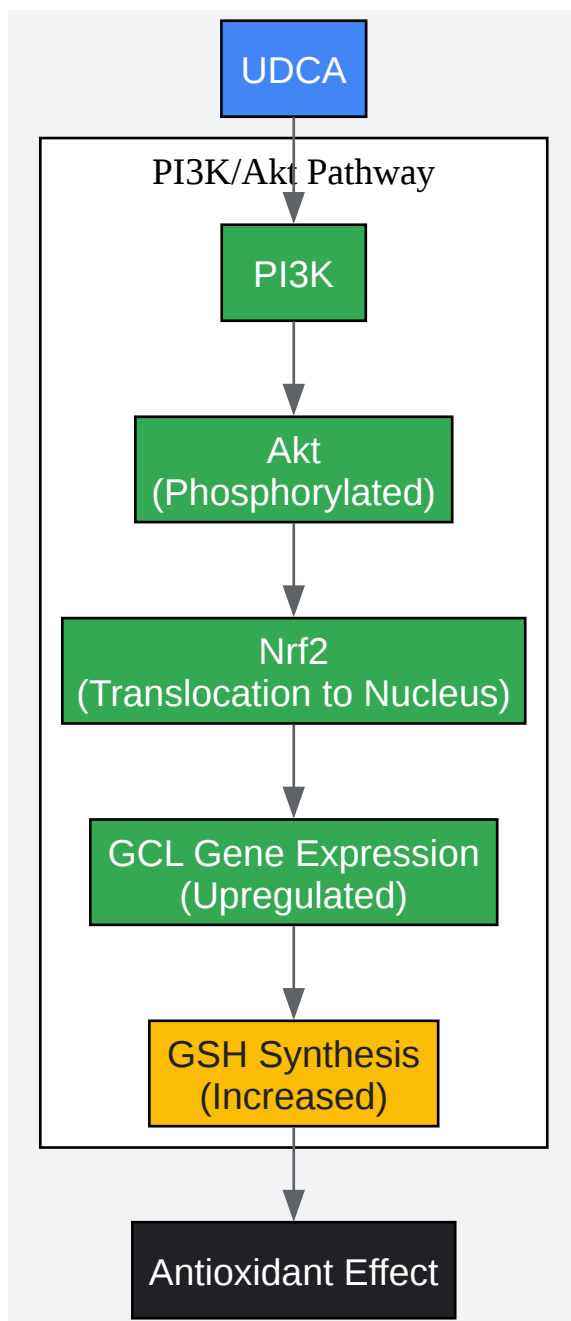 UDCA
PI3K/Akt Pathway
PI3K
Akt
(Phosphorylated)
Nrf2
(Translocation to Nucleus)
GCL Gene Expression
(Upregulated)
GSH Synthesis
(Increased)
Antioxidant Effect